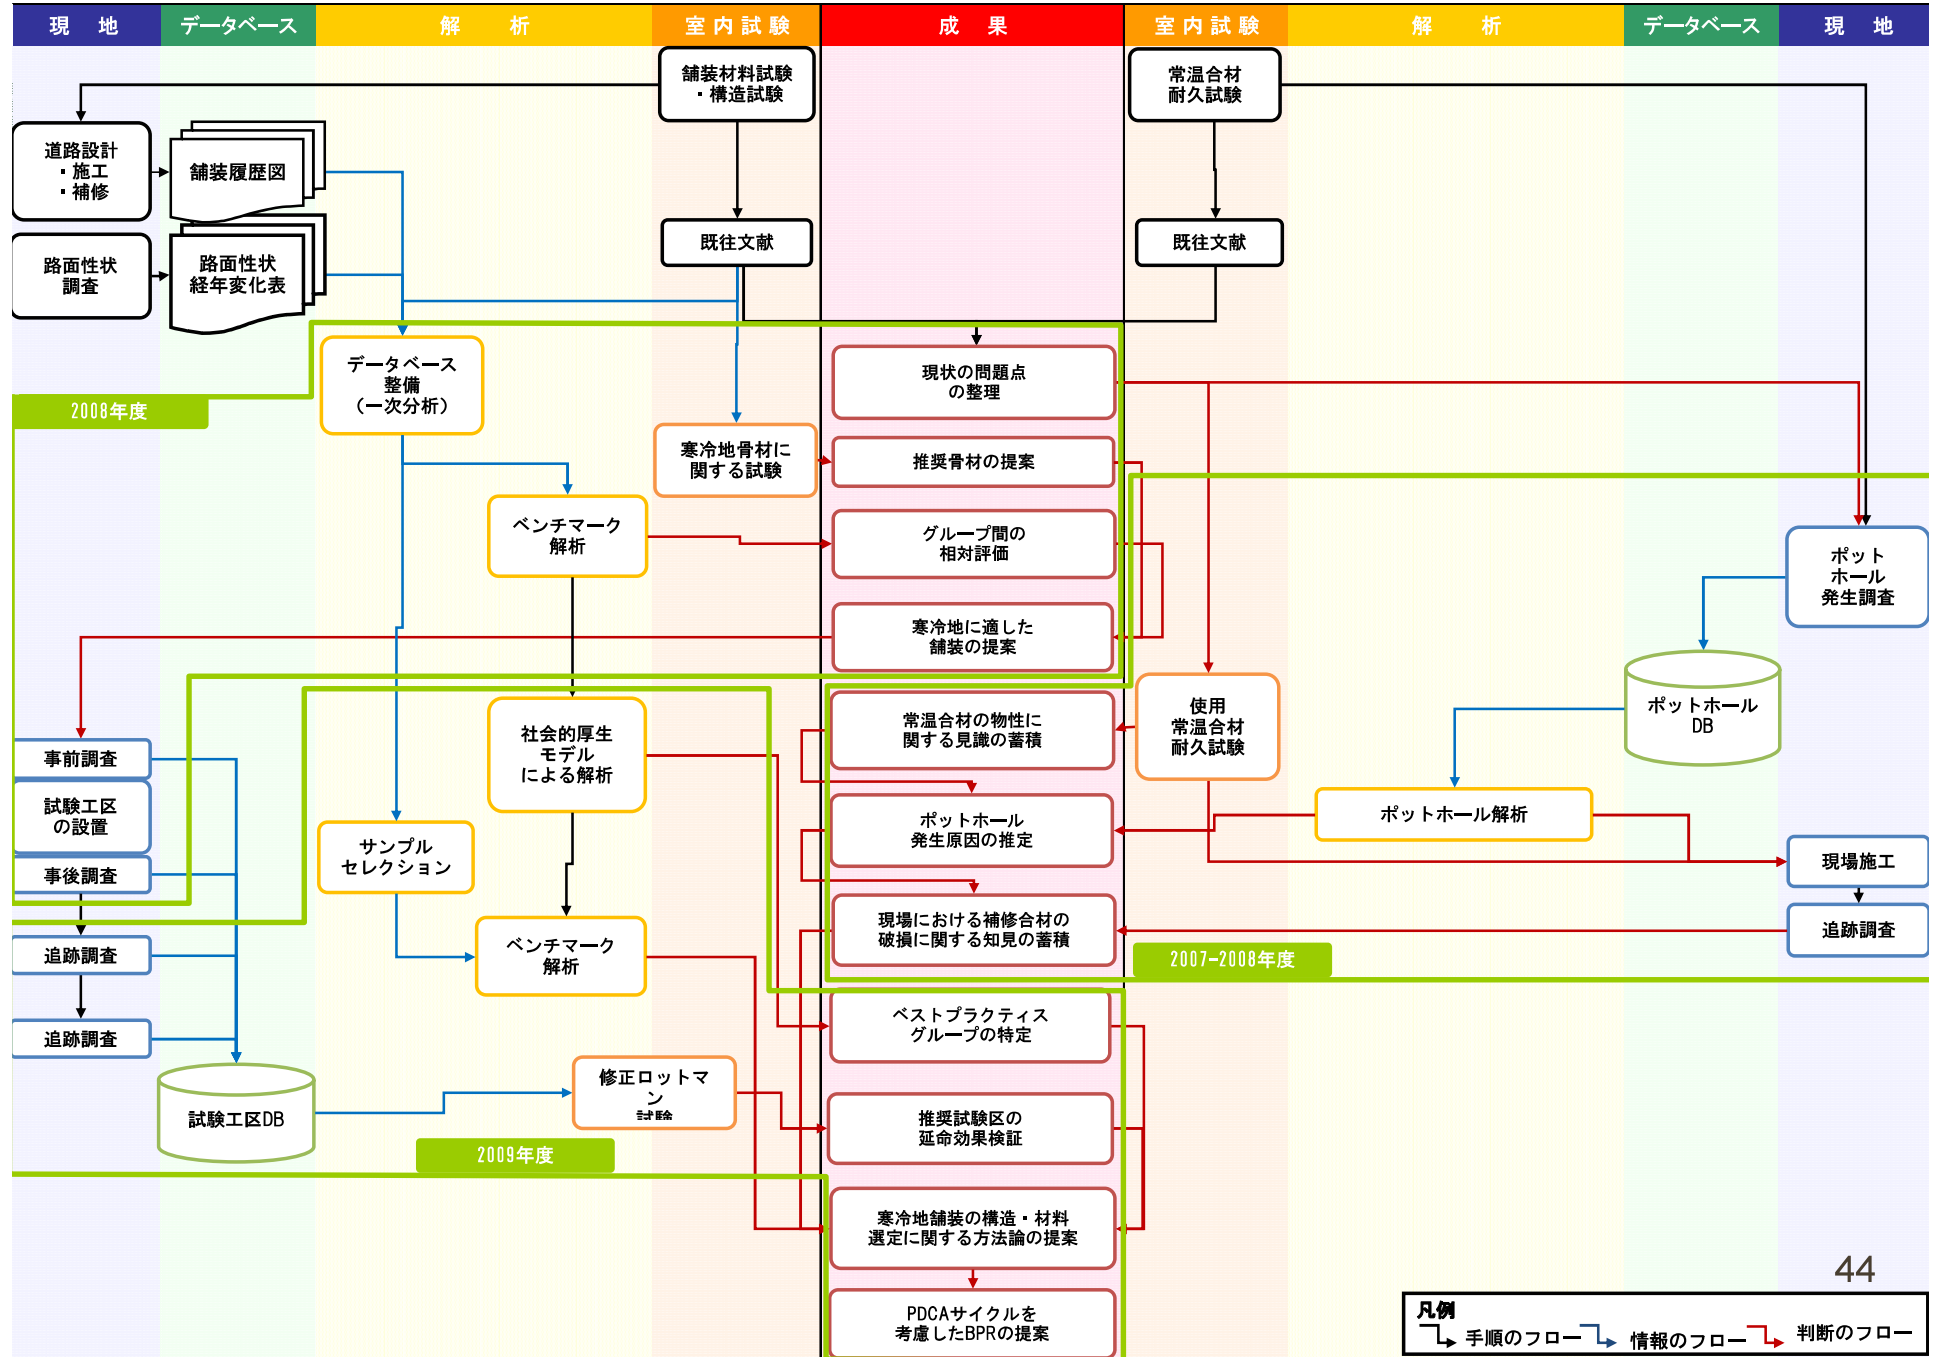 現　地
データベース
解　析
室内試験
成　果
室内試験
解　析
データベース
現　地
舗装材料試験
・構造試験
常温合材
耐久試験
道路設計
・施工
・補修
舗装履歴図
路面性状
調査
路面性状
経年変化表
既往文献
既往文献
データベース
整備
（一次分析）
2008年度
現状の問題点
の整理
寒冷地骨材に
関する試験
推奨骨材の提案
ベンチマーク
解析
グループ間の
相対評価
ポット
ホール
発生調査
寒冷地に適した
舗装の提案
ポットホール
DB
使用
常温合材
耐久試験
常温合材の物性に
関する見識の蓄積
社会的厚生
モデル
による解析
事前調査
試験工区
の設置
事後調査
サンプル
セレクション
ポットホール
発生原因の推定
ポットホール解析
現場施工
追跡調査
現場における補修合材の
破損に関する知見の蓄積
2007-2008年度
ベンチマーク
解析
追跡調査
追跡調査
ベストプラクティス
グループの特定
試験工区DB
修正ロットマ
ン
試験
推奨試験区の
延命効果検証
2009年度
寒冷地舗装の構造・材料
選定に関する方法論の提案
PDCAサイクルを
考慮したBPRの提案
44
凡例
手順のフロー
情報のフロー
判断のフロー